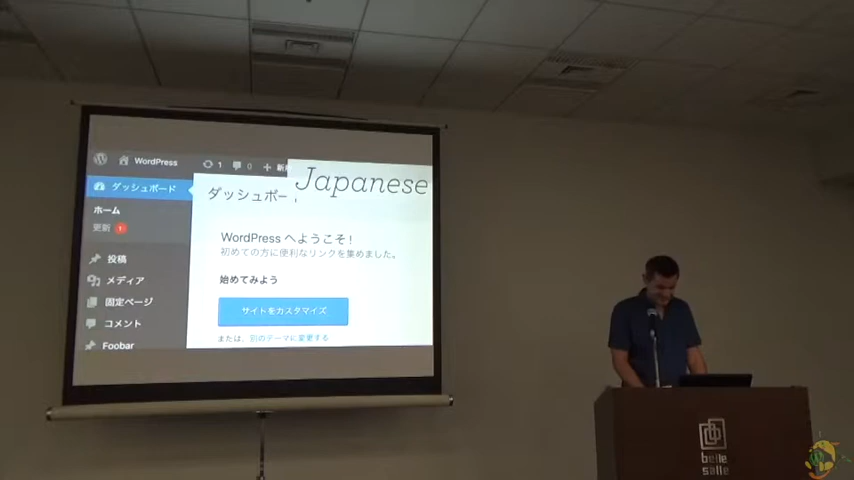 WordPress 1 0 + 新
Japanese
ダッシュボード
ダッシュボー
ホーム
更新 1
WordPress へようこそ！
初めての方に便利なリンクを集めました。
投稿
始めてみよう
メディア
固定ページ
サイトをカスタマイズ
コメント
または、別のテーマに変更する
Foobar
belle
salle